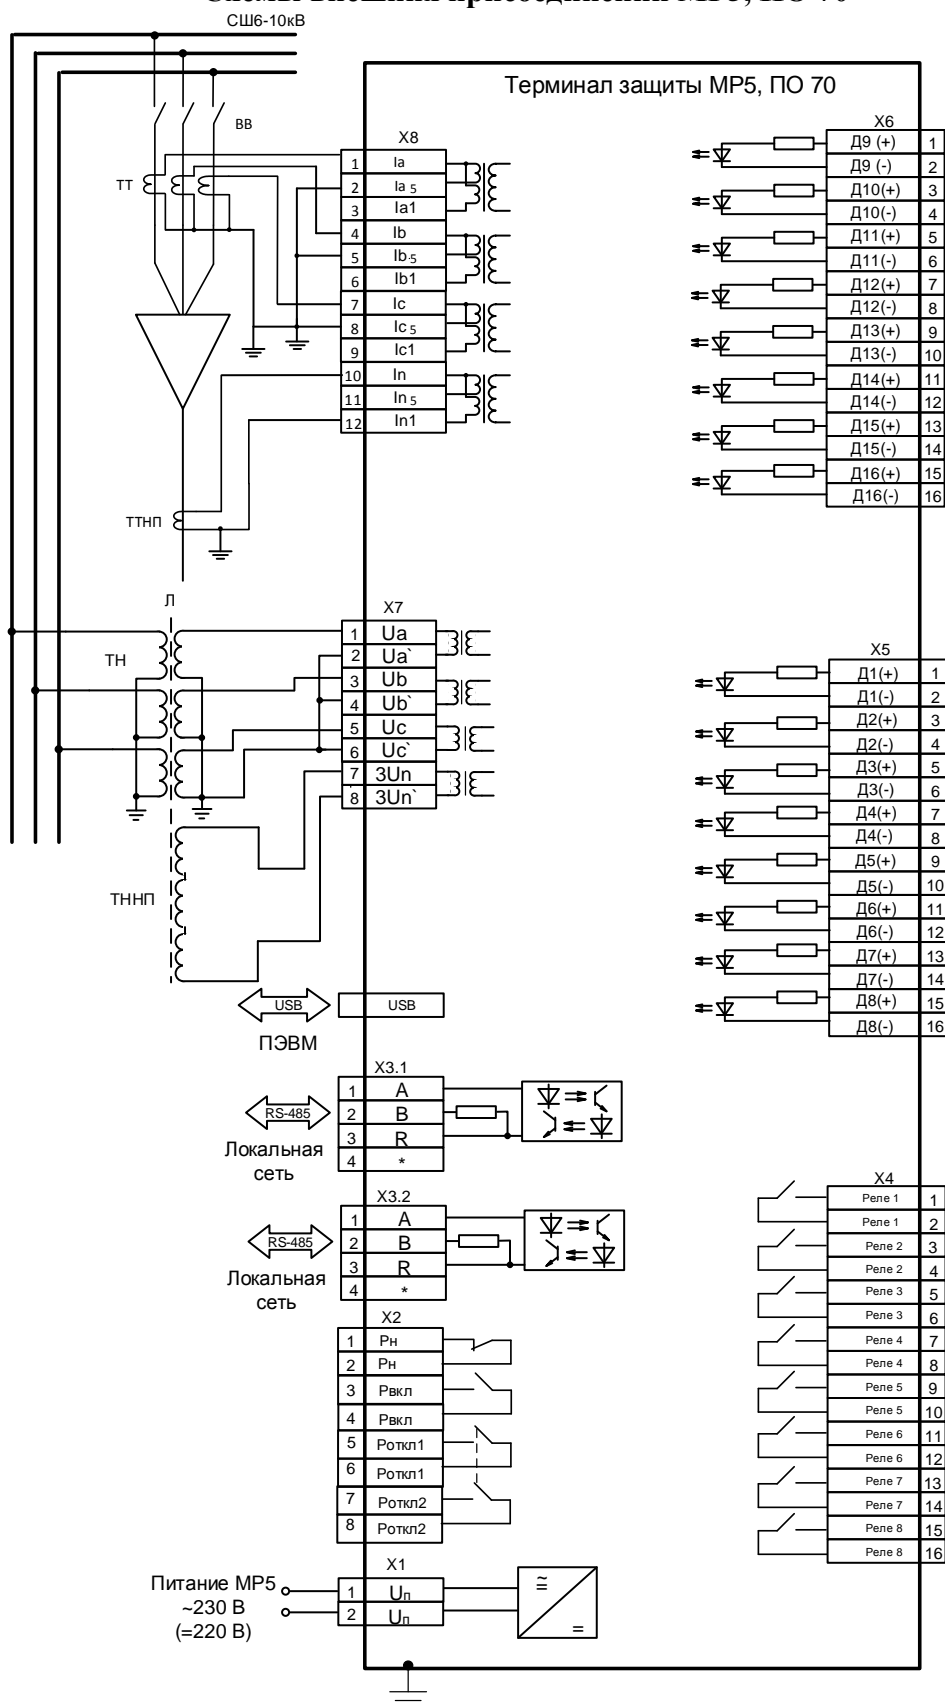 СШ6-10кВ
Терминал защиты МР5, ПО 70
ВВ
ТТ
X8
1 Ia
2 Ia 5
3 Ia1
4 Ib
5 Ib.5
6 Ib1
7 Ic
8 Ic 5
9 Ic1
10 In
11 In 5
12 In1
ТТНП
Л
X6
Д9 (+) 1
Д9 (-) 2
Д10(+) 3
Д10(-) 4
Д11(+) 5
Д11(-) 6
Д12(+) 7
Д12(-) 8
Д13(+) 9
Д13(-) 10
Д14(+) 11
Д14(-) 12
Д15(+) 13
Д15(-) 14
Д16(+) 15
Д16(-) 16
ТН
X7
1 Ua
2 Ua`
3 Ub
4 Ub`
5 Uc
6 Uc`
7 3Un
8 3Un`
ТННП
X5
Д1(+) 1
Д1(-) 2
Д2(+) 3
Д2(-) 4
Д3(+) 5
Д3(-) 6
Д4(+) 7
Д4(-) 8
Д5(+) 9
Д5(-) 10
Д6(+) 11
Д6(-) 12
Д7(+) 13
Д7(-) 14
Д8(+) 15
Д8(-) 16
USB USB
ПЭВМ
X3.1
1 A
2 B
3 R
4 *
RS-485
Локальная
сеть
X3.2
1 A
2 B
3 R
4 *
RS-485
Локальная
сеть
X2
1 Рн
2 Рн
3 Рвкл
4 Рвкл
5 Роткл1
6 Роткл1
7 Роткл2
8 Роткл2
X4
Реле 1 1
Реле 1 2
Реле 2 3
Реле 2 4
Реле 3 5
Реле 3 6
Реле 4 7
Реле 4 8
Реле 5 9
Реле 5 10
Реле 6 11
Реле 6 12
Реле 7 13
Реле 7 14
Реле 8 15
Реле 8 16
X1
1 Uп
2 Uп
Питание МР5
~230 В
(=220 В)